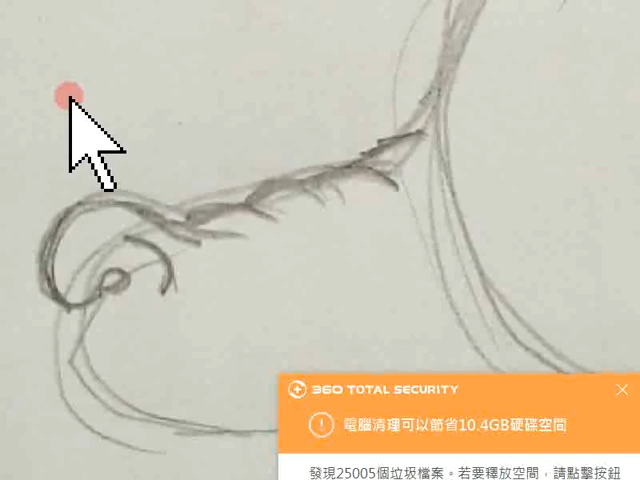 360 TOTAL SECURITY
電腦清理可以節省10.4GB硬碟空間
發現25005個垃圾檔案。若要釋放空間，請點擊按鈕